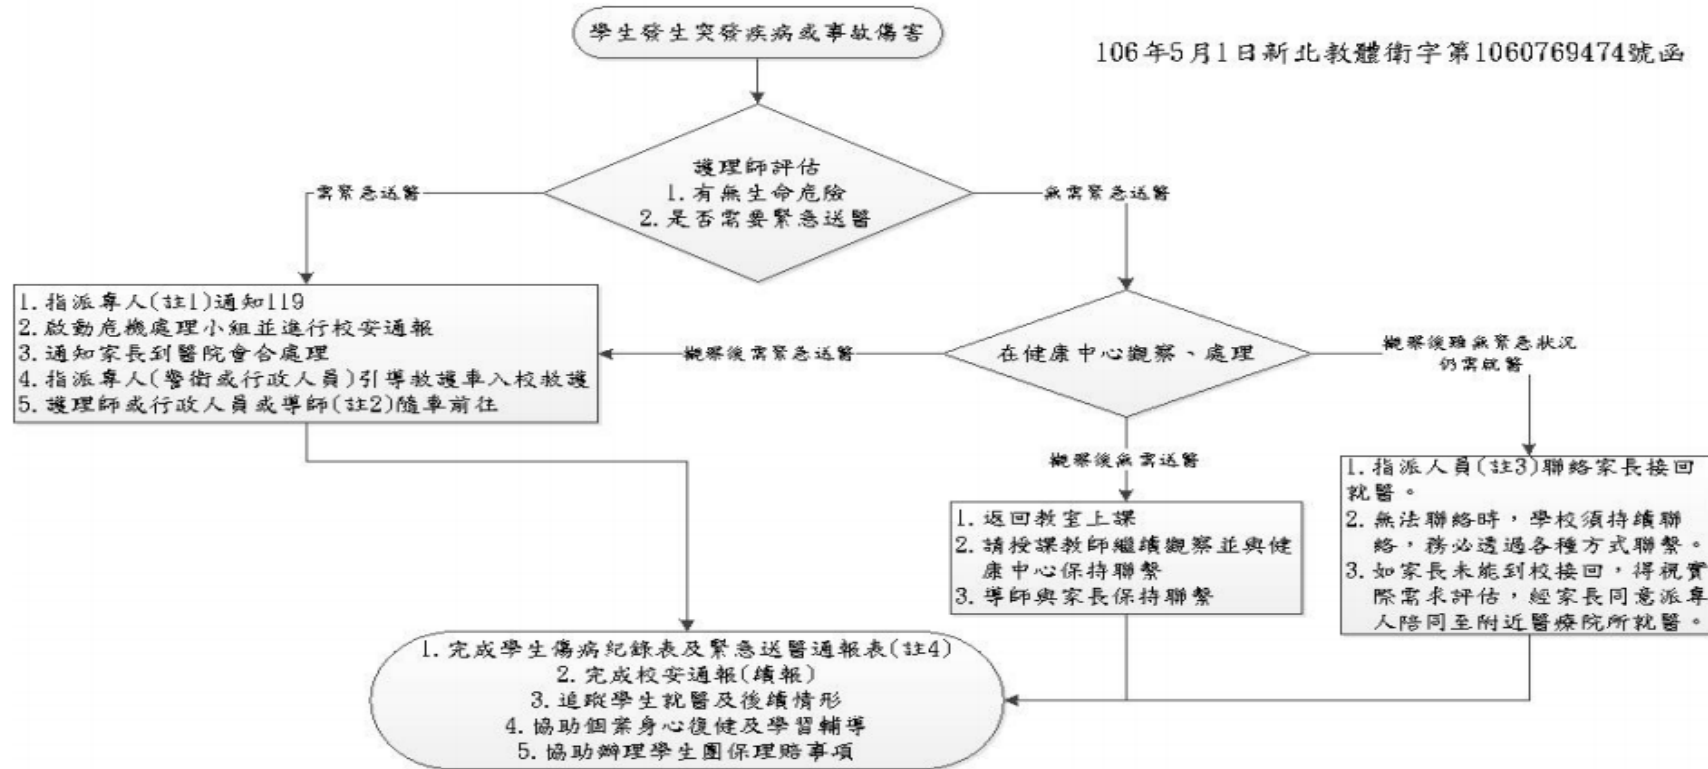 學生發生突發疾病或事故傷害
106年5月1日新北教體衛字第1060769474號函
護理師評估
1.有無生命危險
2.是否需要緊急送醫
需緊急送醫
無需緊急送醫
1.指派專人(註1)通知119
2.啟動危機處理小組並進行校安通報
3.通知家長到醫院會合處理
4.指派專人(警衛或行政人員)引導救護車入校救護
5.護理師或行政人員或導師(註2)隨車前往
觀察後需緊急送醫
在健康中心觀察、處理
觀察後雖無緊急狀況
仍需就醫
觀察後無需送醫
1.返回教室上課
2.請授課教師繼續觀察並與健
康中心保持聯繫
3.導師與家長保持聯繫
1.指派人員(註3)聯絡家長接回
就醫。
2.無法聯絡時，學校須持續聯
絡，務必透過各種方式聯繫。
3.如家長未能到校接回，得視實
際需求評估，經家長同意派專
人陪同至附近醫療院所就醫。
1.完成學生傷病紀錄表及緊急送醫通報表(註4)
2.完成校安通報(續報)
3.追蹤學生就醫及後續情形
4.協助個案身心復健及學習輔導
5.協助辦理學生團保理賠事項